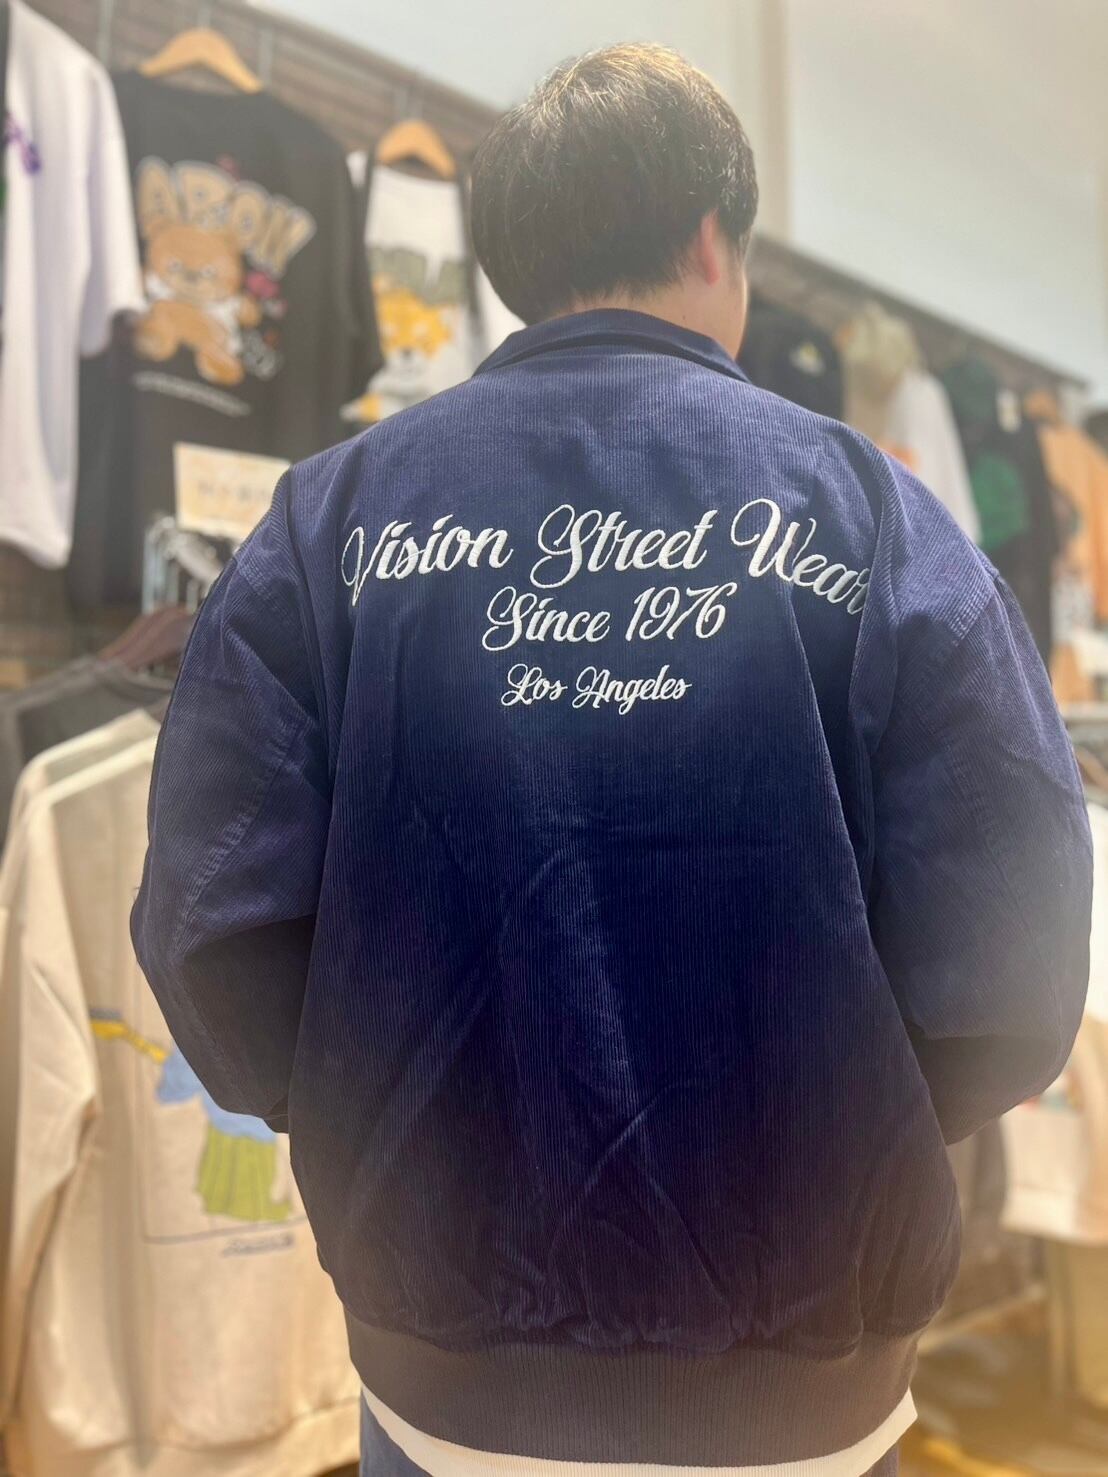 Vision Street Wear
Since 1976
Los Angeles